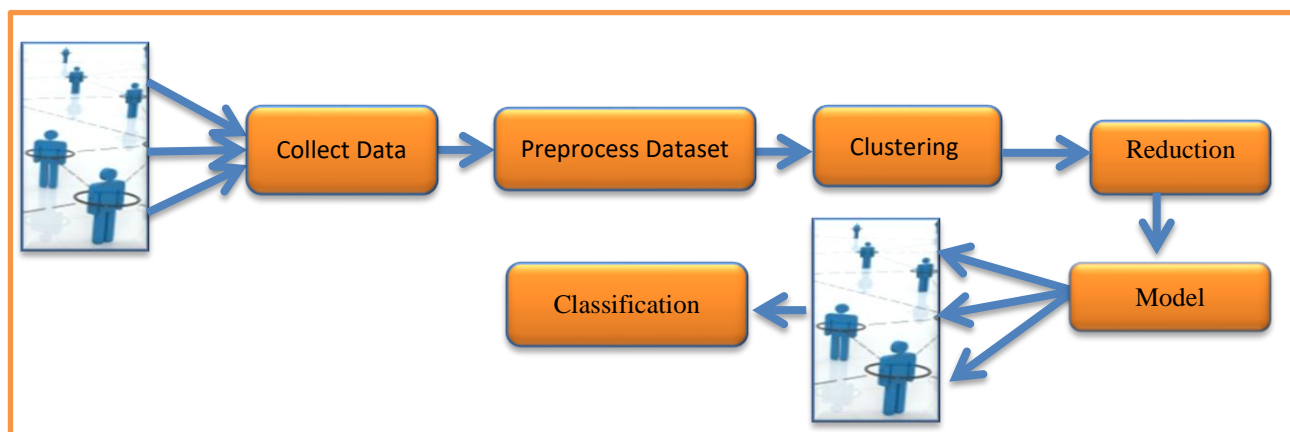 Collect Data
Preprocess Dataset
Clustering
Reduction
Model
Classification